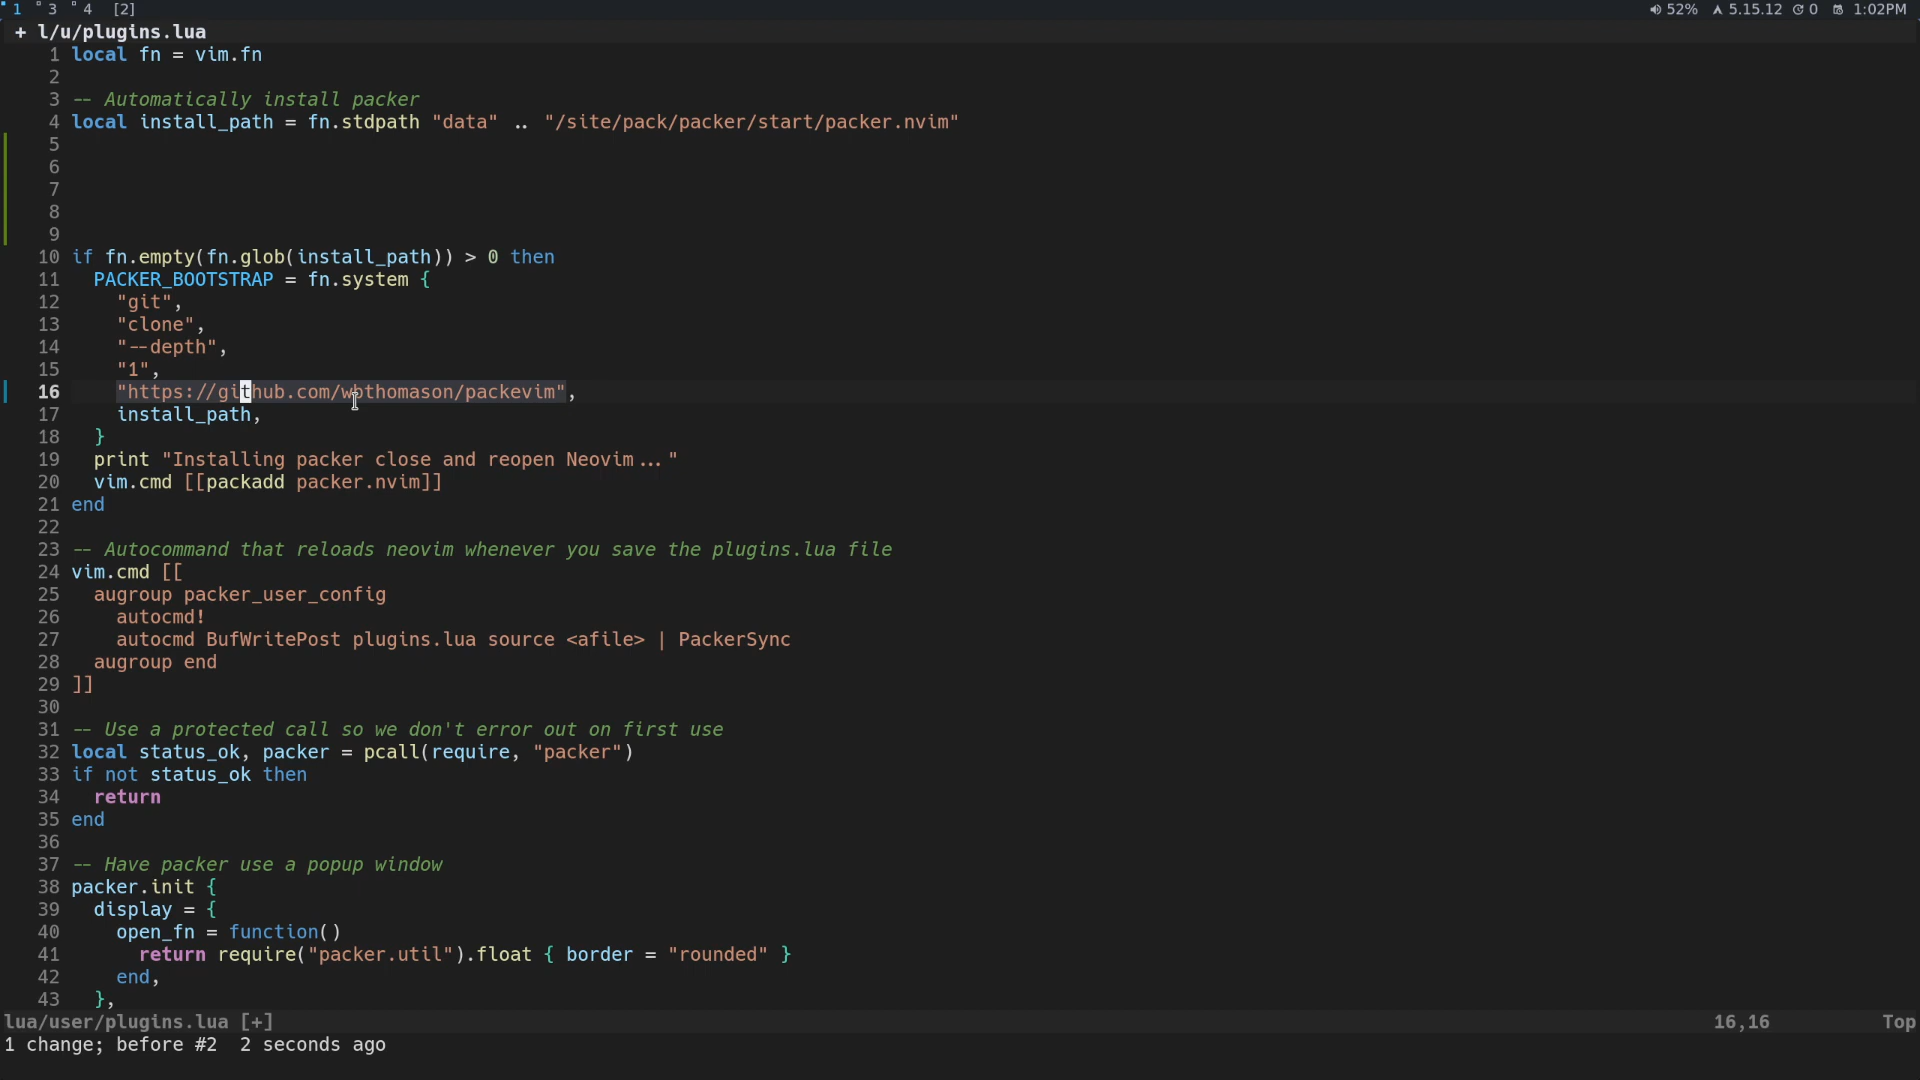 1 3 4 [2] 52% 5.15.12 0 1:02PM
+ l/u/plugins.lua
1 local fn = vim.fn
2
3 -- Automatically install packer
4 local install_path = fn.stdpath "data" .. "/site/pack/packer/start/packer.nvim"
5
6
7
8
9
10 if fn.empty(fn.glob(install_path)) > 0 then
11   PACKER_BOOTSTRAP = fn.system {
12     "git",
13     "clone",
14     "--depth",
15     "1",
16     "https://github.com/wbthomason/packevim",
17     install_path,
18   }
19   print "Installing packer close and reopen Neovim..."
20   vim.cmd [[packadd packer.nvim]]
21 end
22
23 -- Autocommand that reloads neovim whenever you save the plugins.lua file
24 vim.cmd [[
25   augroup packer_user_config
26     autocmd!
27     autocmd BufWritePost plugins.lua source <afile> | PackerSync
28   augroup end
29 ]]
30
31 -- Use a protected call so we don't error out on first use
32 local status_ok, packer = pcall(require, "packer")
33 if not status_ok then
34   return
35 end
36
37 -- Have packer use a popup window
38 packer.init {
39   display = {
40     open_fn = function()
41       return require("packer.util").float { border = "rounded" }
42     end,
43   },
lua/user/plugins.lua [+] 16,16 Top
1 change; before #2  2 seconds ago